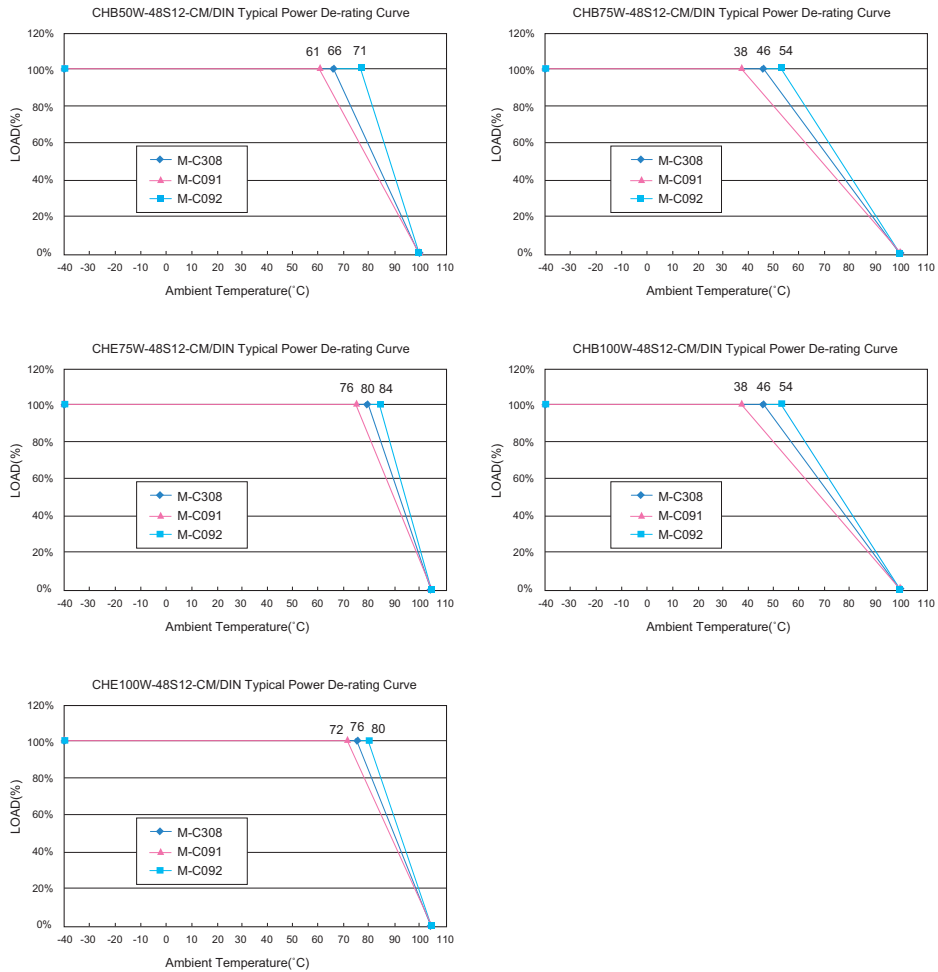 CHB50W-48S12-CM/DIN Typical Power De-rating Curve
120%
100%
80%
60%
40%
20%
0%
LOAD(%)
61 66 71
M-C308
M-C091
M-C092
-40 -30 -20 -10 0 10 20 30 40 50 60 70 80 90 100 110
Ambient Temperature(˚C)
CHB75W-48S12-CM/DIN Typical Power De-rating Curve
120%
100%
80%
60%
40%
20%
0%
LOAD(%)
38 46 54
M-C308
M-C091
M-C092
-40 -30 -20 -10 0 10 20 30 40 50 60 70 80 90 100 110
Ambient Temperature(˚C)
CHE75W-48S12-CM/DIN Typical Power De-rating Curve
120%
100%
80%
60%
40%
20%
0%
LOAD(%)
76 80 84
M-C308
M-C091
M-C092
-40 -30 -20 -10 0 10 20 30 40 50 60 70 80 90 100 110
Ambient Temperature(˚C)
CHB100W-48S12-CM/DIN Typical Power De-rating Curve
120%
100%
80%
60%
40%
20%
0%
LOAD(%)
38 46 54
M-C308
M-C091
M-C092
-40 -30 -20 -10 0 10 20 30 40 50 60 70 80 90 100 110
Ambient Temperature(˚C)
CHE100W-48S12-CM/DIN Typical Power De-rating Curve
120%
100%
80%
60%
40%
20%
0%
LOAD(%)
72 76 80
M-C308
M-C091
M-C092
-40 -30 -20 -10 0 10 20 30 40 50 60 70 80 90 100 110
Ambient Temperature(˚C)